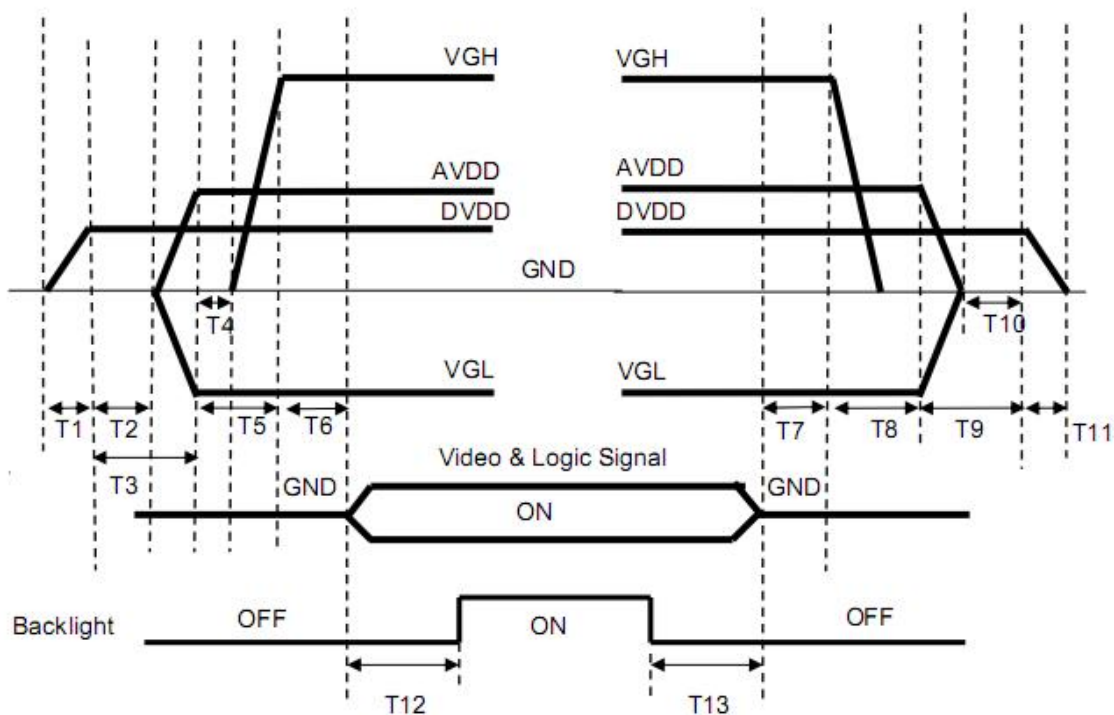 VGH VGH
AVDD AVDD
DVDD DVDD
GND
T4 T10
VGL VGL
T1 T2 T5 T6 T7 T8 T9 T11
T3
Video & Logic Signal
GND GND
ON
Backlight OFF ON OFF
T12 T13